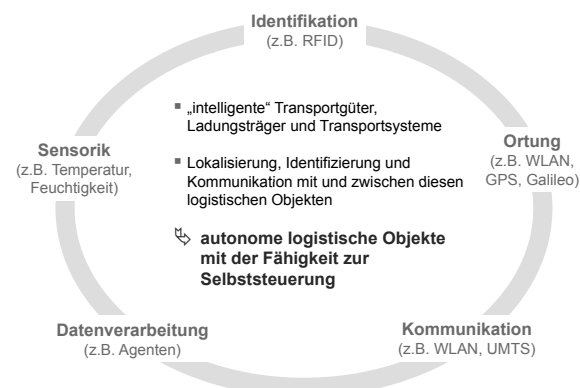 Identifikation
(z.B. RFID)
▪ „intelligente“ Transportgüter,
Ladungsträger und Transportsysteme
Sensorik
(z.B. Temperatur,
Feuchtigkeit)
Ortung
(z.B. WLAN,
GPS, Galileo)
▪ Lokalisierung, Identifizierung und
Kommunikation mit und zwischen diesen
logistischen Objekten
↪ autonome logistische Objekte
mit der Fähigkeit zur
Selbststeuerung
Datenverarbeitung
(z.B. Agenten)
Kommunikation
(z.B. WLAN, UMTS)